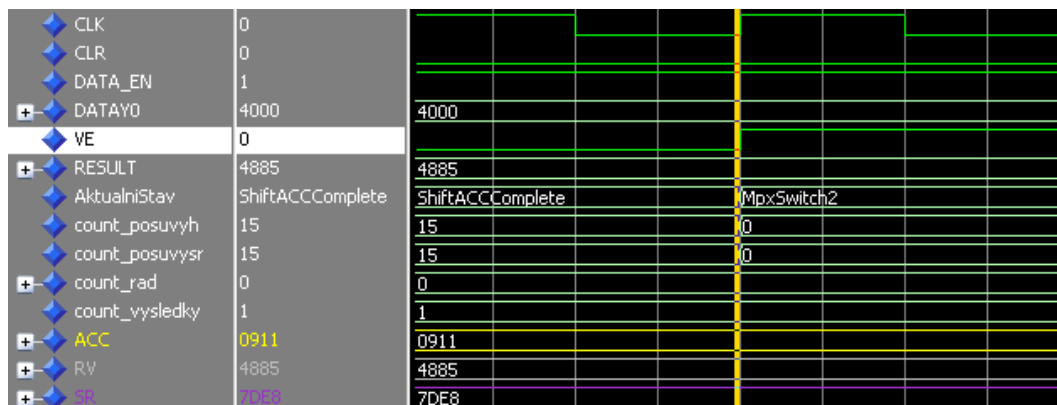 CLK 0
CLR 0
DATA_EN 1
DATAY0 4000 4000
VE 0
RESULT 4885 4885
AktualniStav ShiftACCComplete ShiftACCComplete MpxSwitch2
count_posuvyh 15 15 0
count_posuvysr 15 15 0
count_rad 0 0
count_vysledky 1 1
ACC 0911 0911
RV 4885 4885
SR 7DE8 7DE8